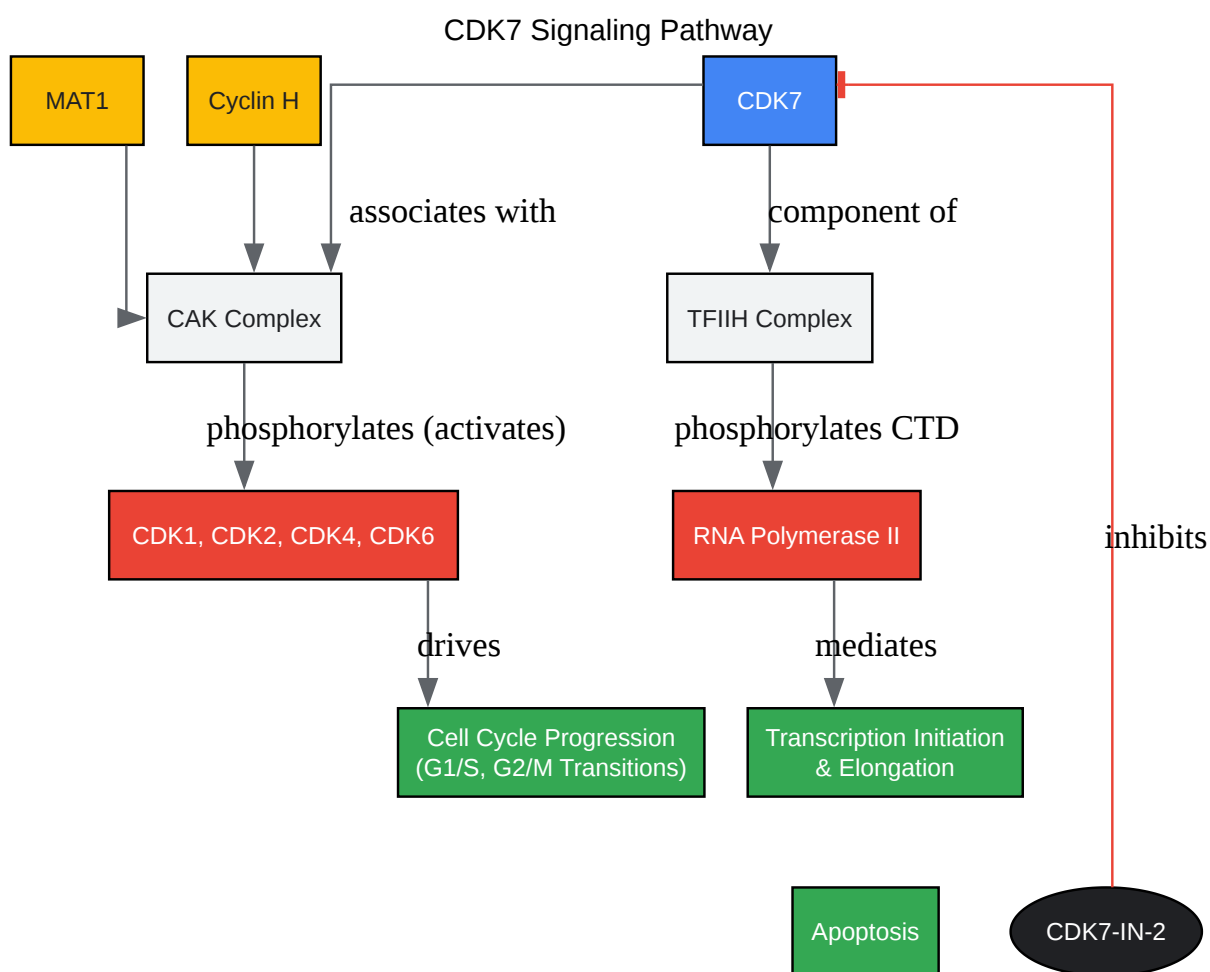 CDK7 Signaling Pathway
MAT1
Cyclin H
CDK7
associates with
component of
CAK Complex
TFIIH Complex
phosphorylates (activates)
phosphorylates CTD
CDK1, CDK2, CDK4, CDK6
RNA Polymerase II
inhibits
drives
mediates
Cell Cycle Progression
(G1/S, G2/M Transitions)
Transcription Initiation
& Elongation
Apoptosis
CDK7-IN-2